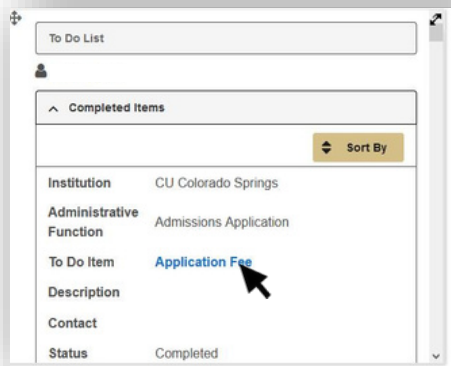 To Do List
Completed Items
Sort By
Institution CU Colorado Springs
Administrative Function Admissions Application
To Do Item Application Fee
Description
Contact
Status Completed